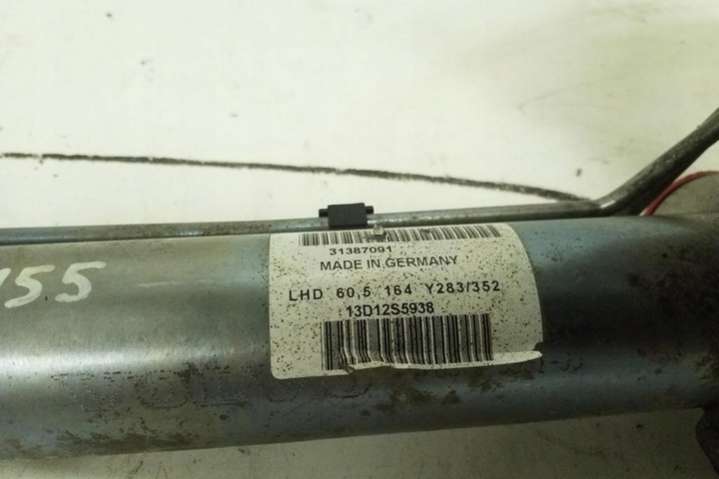 155
31387091
MADE IN GERMANY
LHD 60,5 164 Y283/352
13D12S5938